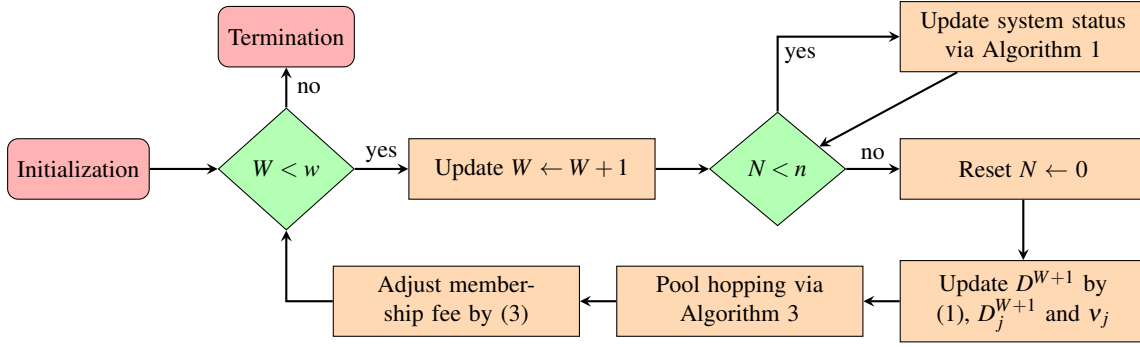 Termination
Update system status
via Algorithm 1
yes
no
Initialization
W < w
yes
Update W ← W + 1
N < n
no
Reset N ← 0
Adjust member-
ship fee by (3)
Pool hopping via
Algorithm 3
Update D^{W+1} by
(1), D_j^{W+1} and ν_j